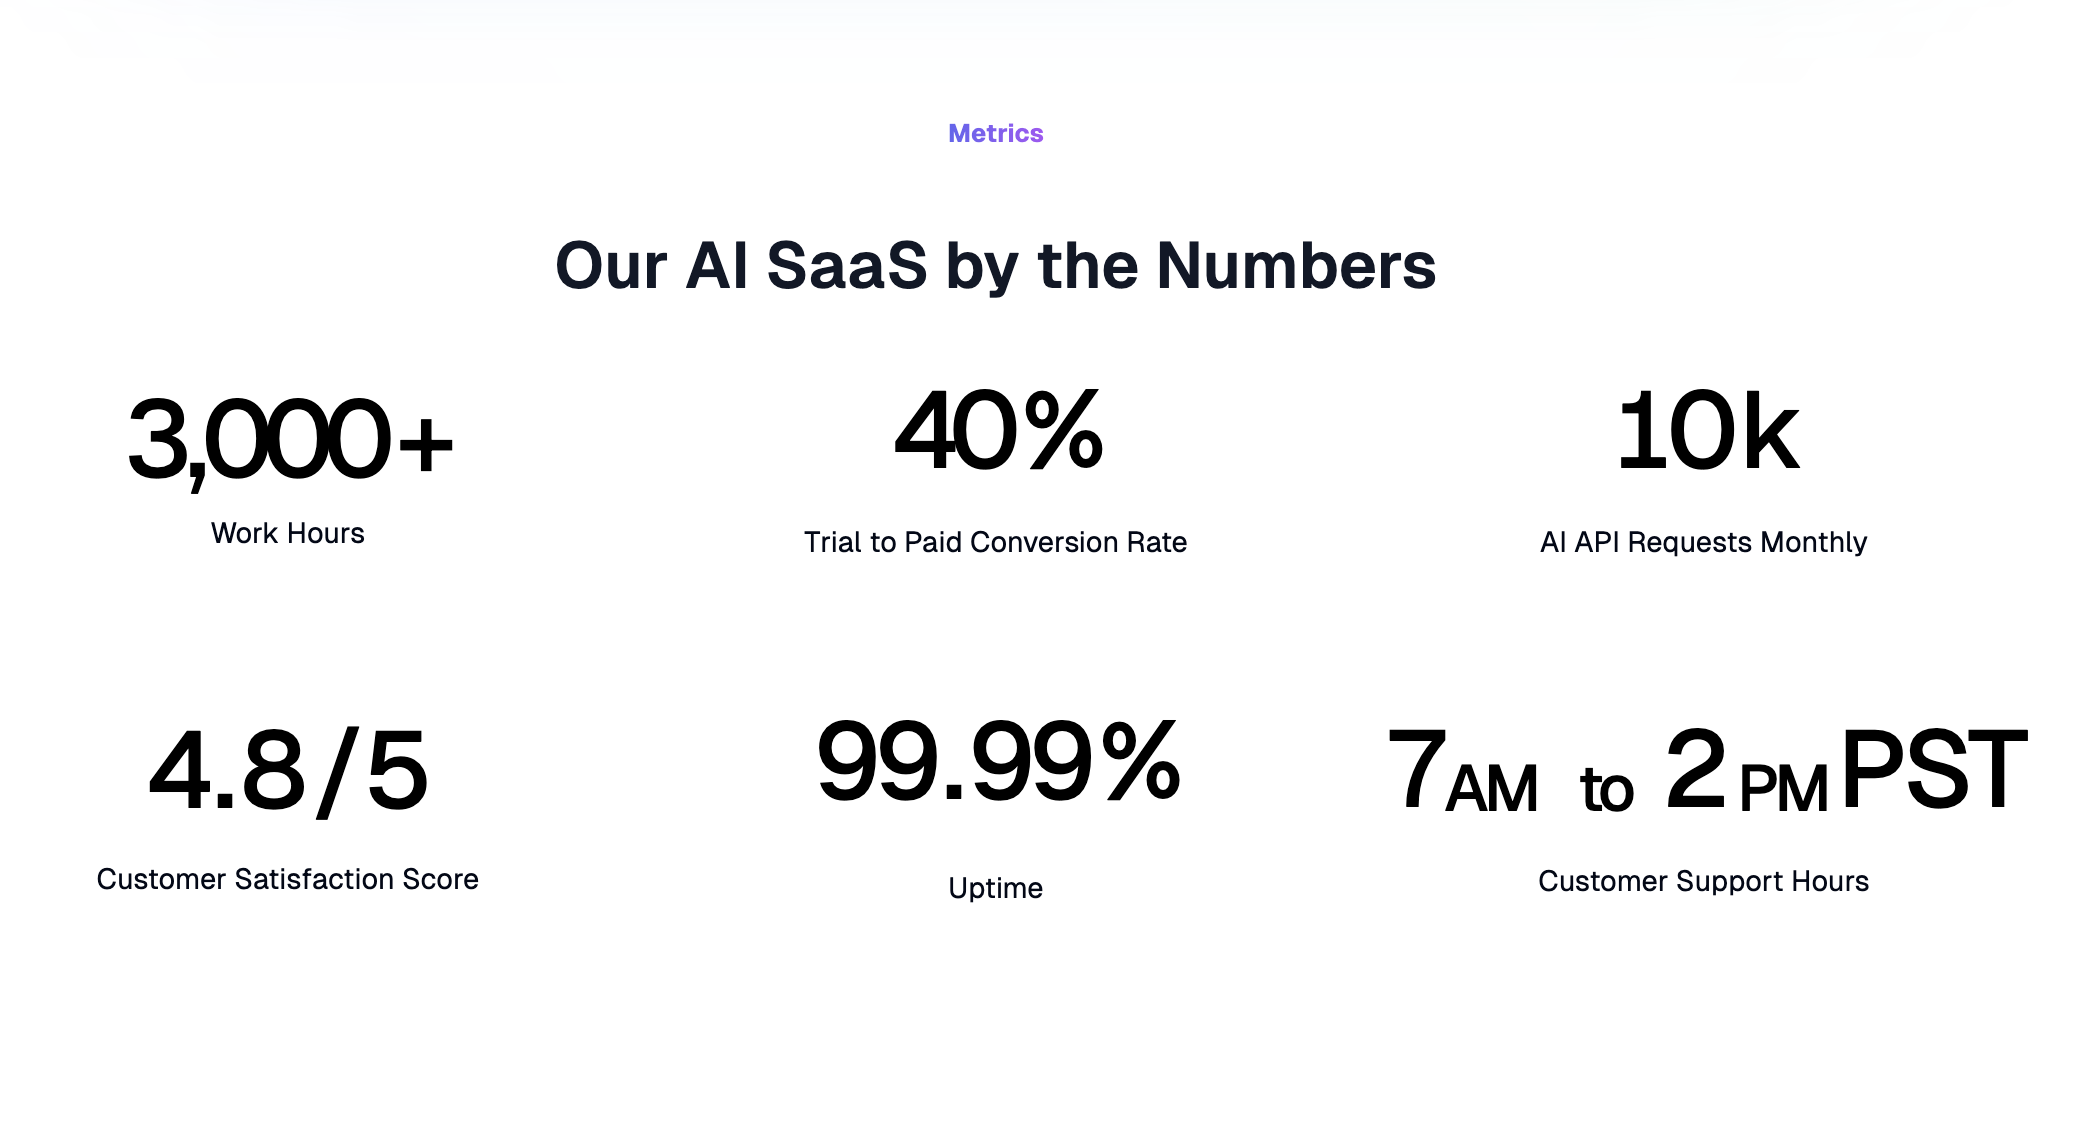 Metrics
Our AI SaaS by the Numbers
3,000+
Work Hours
40%
Trial to Paid Conversion Rate
10k
AI API Requests Monthly
4.8/5
Customer Satisfaction Score
99.99%
Uptime
7AM to 2PM PST
Customer Support Hours